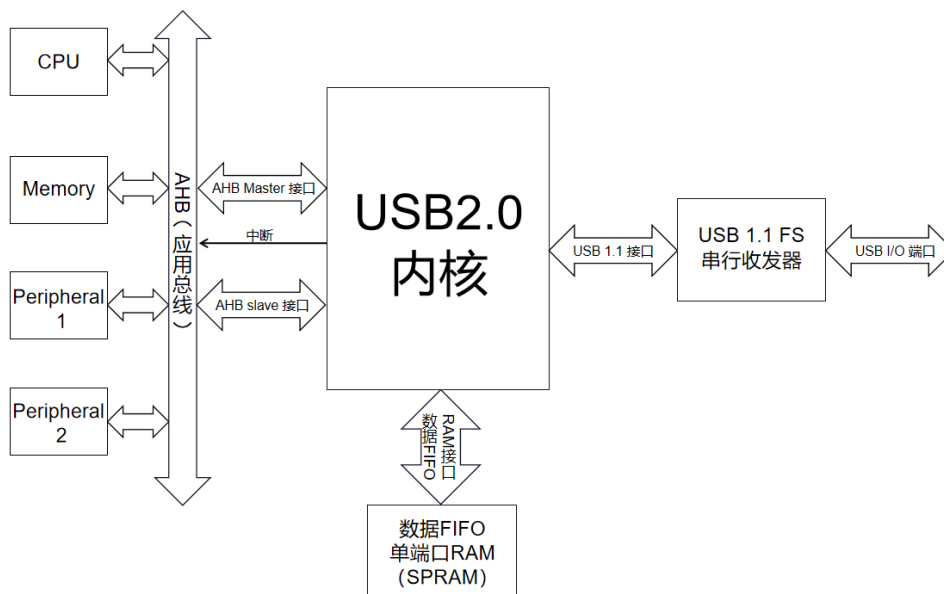 CPU
Memory
Peripheral
1
Peripheral
2
AHB（应用总线）
AHB Master 接口
中断
AHB slave 接口
USB2.0
内核
USB 1.1 接口
USB 1.1 FS
串行收发器
USB I/O 端口
RAM接口
数据FIFO
数据FIFO
单端口RAM
（SPRAM）